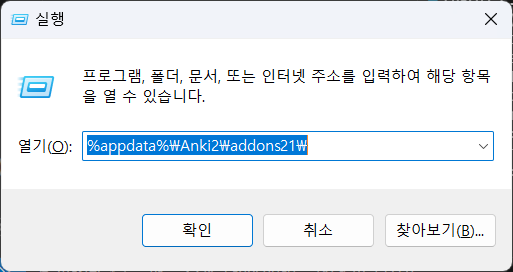 실행
프로그램, 폴더, 문서, 또는 인터넷 주소를 입력하여 해당 항목
을 열 수 있습니다.
열기(O): %appdata%₩Anki2₩addons21₩
확인 취소 찾아보기(B)...